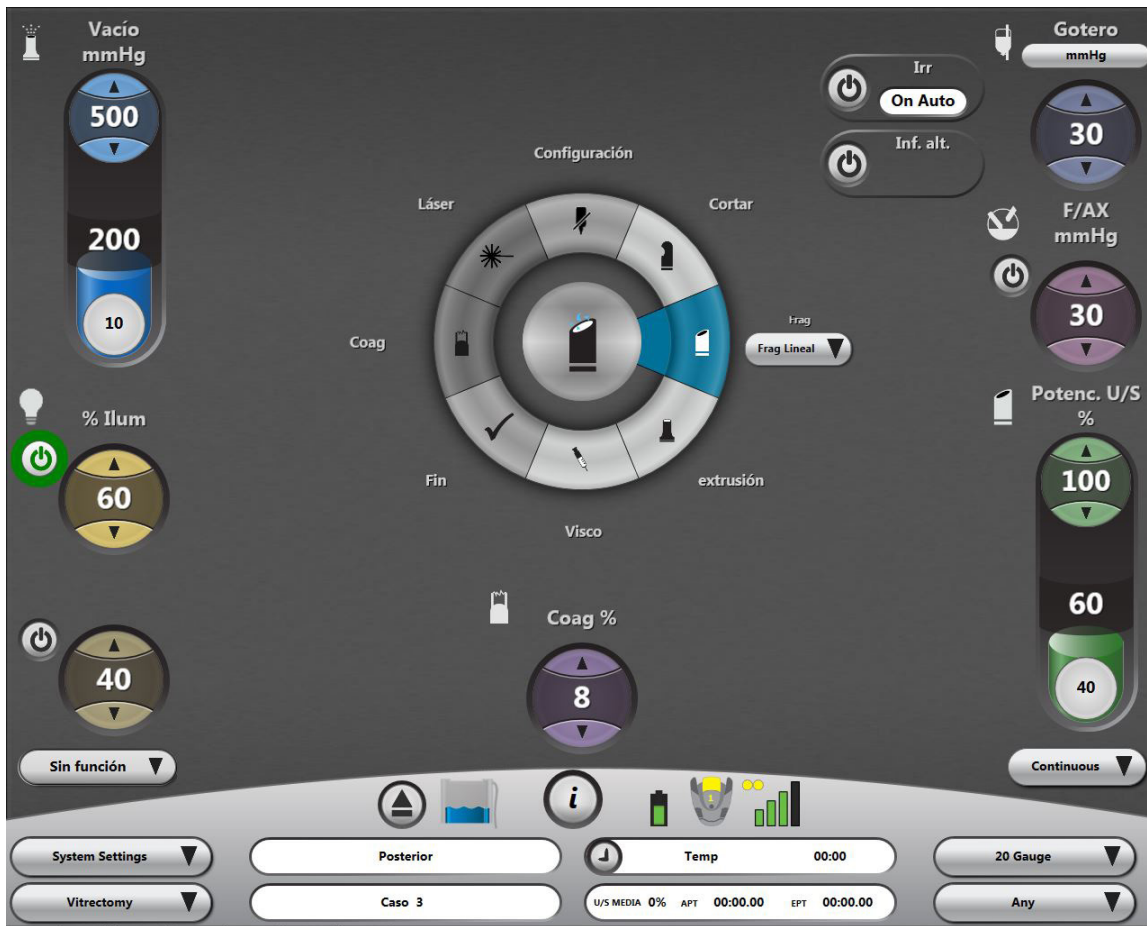 Vacío
mmHg
500
200
10
% Ilum
60
40
Sin función
Configuración
Láser
Cortar
Coag
Frag
Frag Lineal
Fin
extrusión
Visco
Coag %
8
Irr
On Auto
Inf. alt.
Gotero
mmHg
30
F/AX
mmHg
30
Potenc. U/S
%
100
60
40
Continuous
i
1
System Settings
Posterior
Temp 00:00
20 Gauge
Vitrectomy
Caso 3
U/S MEDIA 0% APT 00:00.00 EPT 00:00.00
Any